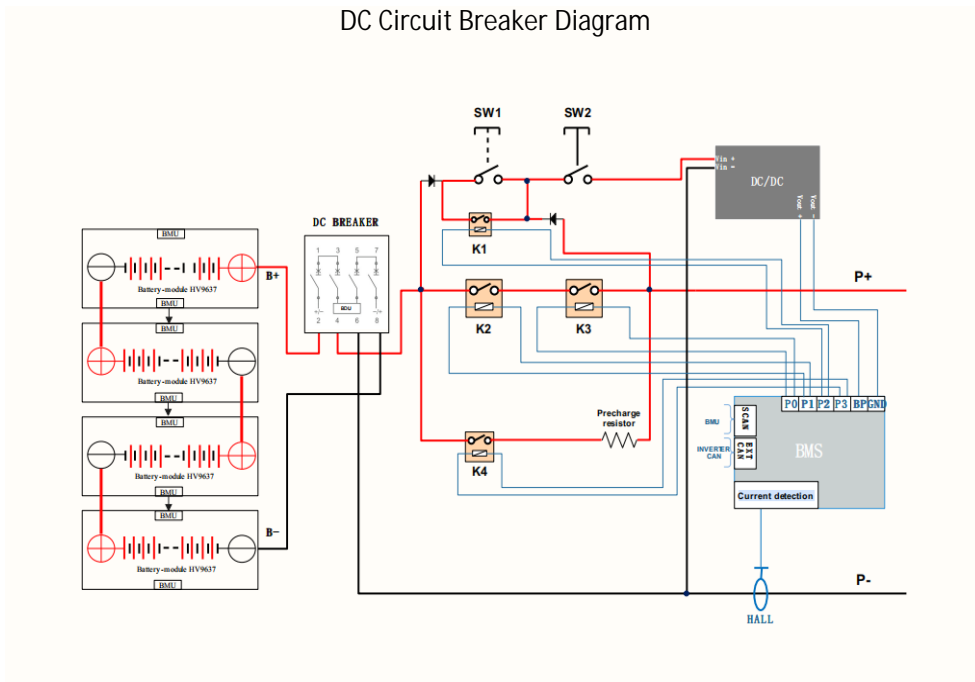 DC Circuit Breaker Diagram
SW1
SW2
Vin +
Vin -
DC/DC
Vout +
Vout -
DC BREAKER
1 3 5 7
BDU
+/-
-/+
2 4 6 8
BMU
B+
Battery-module HV9637
BMU
BMU
Battery-module HV9637
BMU
BMU
Battery-module HV9637
BMU
BMU
B-
Battery-module HV9637
BMU
K1
K2
K3
P+
Precharge
resistor
K4
P0 P1 P2 P3 BP GND
BMU
SCAN
INVERTER
CAN
EXT
CAN
BMS
Current detection
P-
HALL